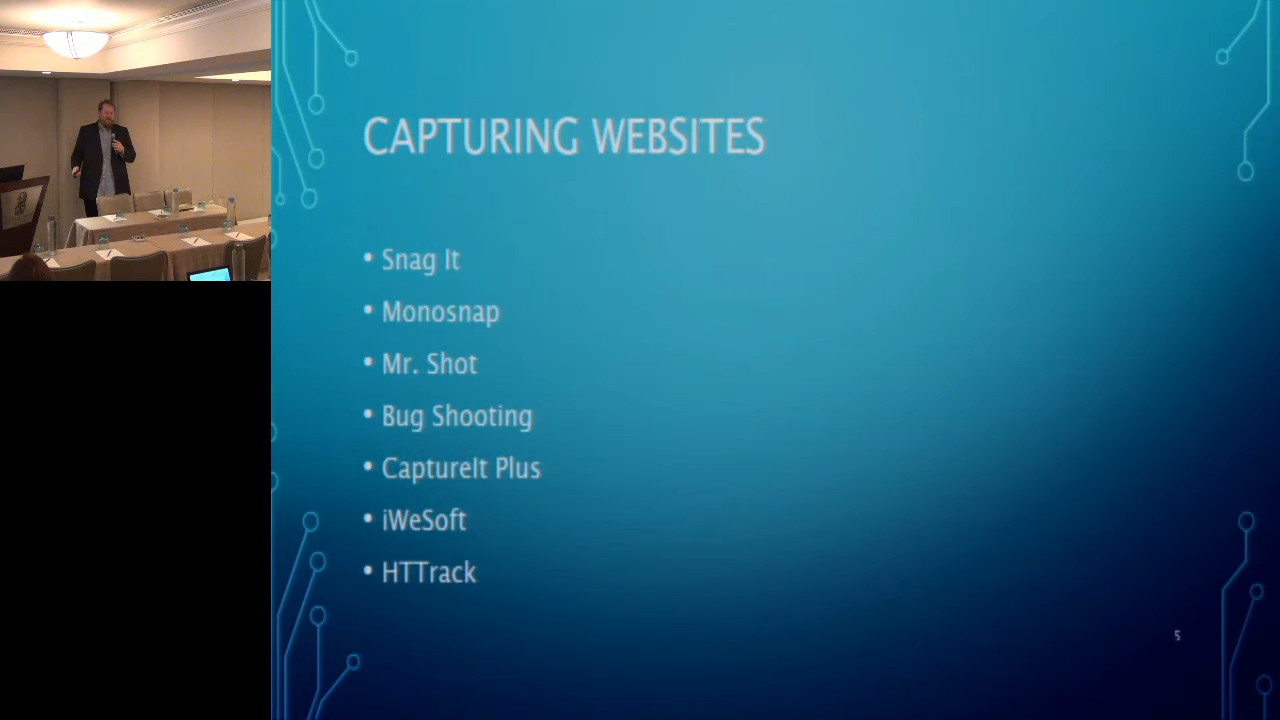 CAPTURING WEBSITES
• Snag It
• Monosnap
• Mr. Shot
• Bug Shooting
• CaptureIt Plus
• iWeSoft
• HTTrack
5